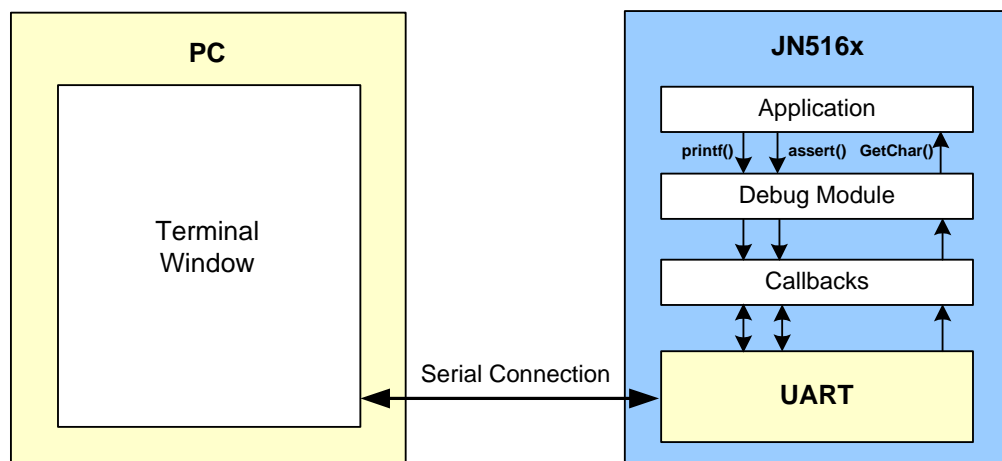 PC
Terminal
Window
Serial Connection
JN516x
Application
printf() assert() GetChar()
Debug Module
Callbacks
UART